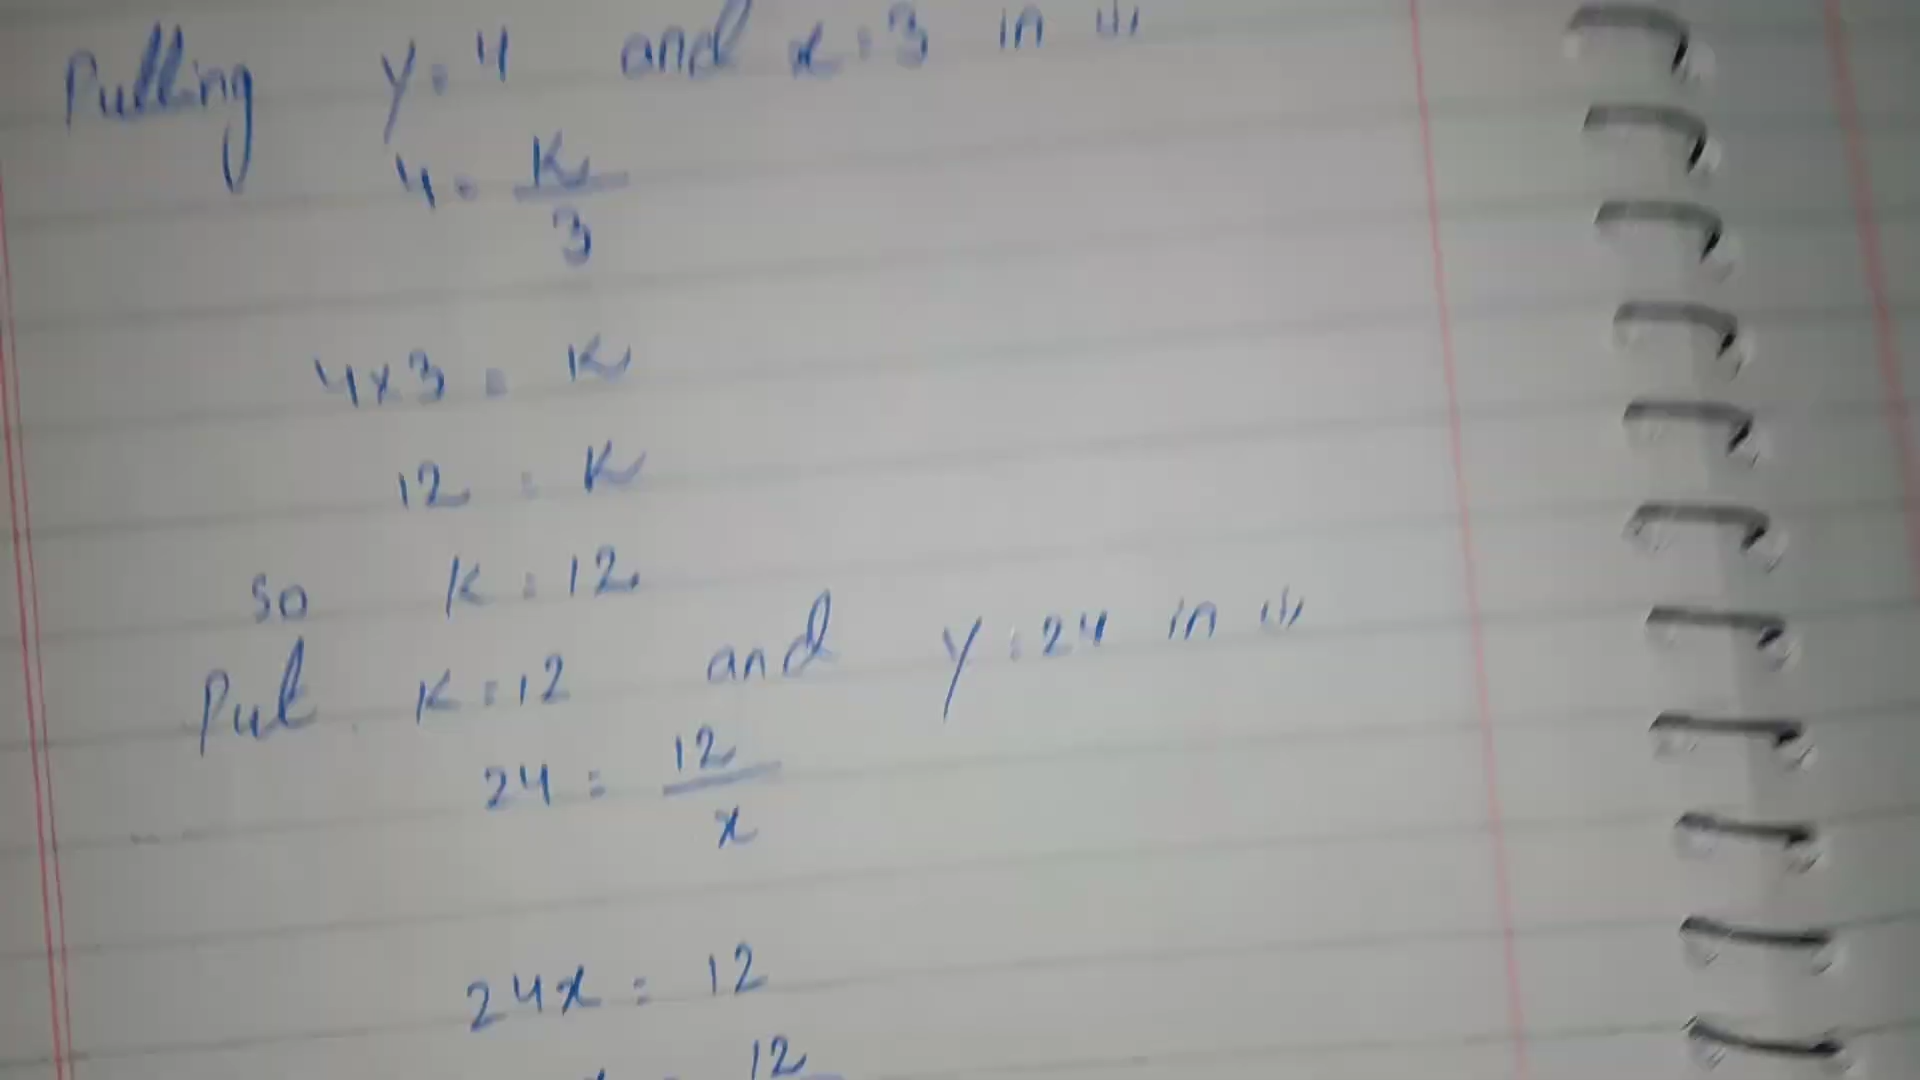 Putting y = 4 and x = 3 in (i)
4 = K/3
4x3 = K
12 = K
so K = 12
Put K = 12 and y = 24 in (i)
24 = 12/x
24x = 12
12